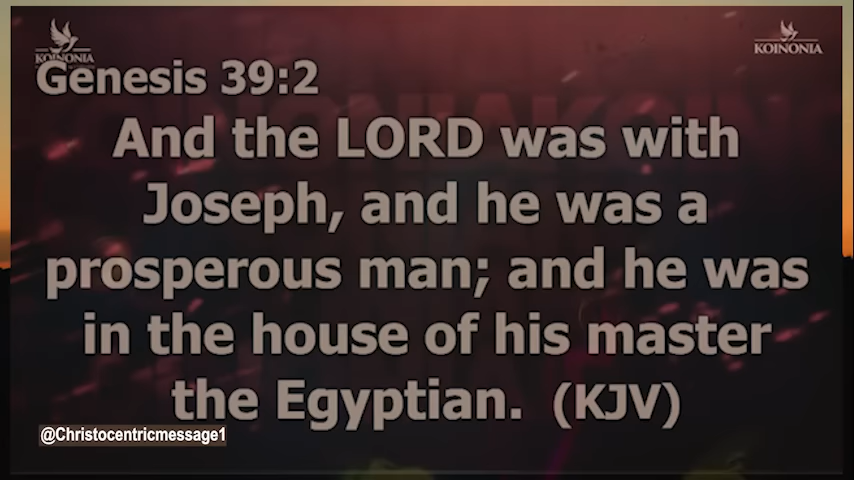 KOINONIA
KOINONIA
Genesis 39:2
And the LORD was with
Joseph, and he was a
prosperous man; and he was
in the house of his master
the Egyptian. (KJV)
@Christocentricmessage1